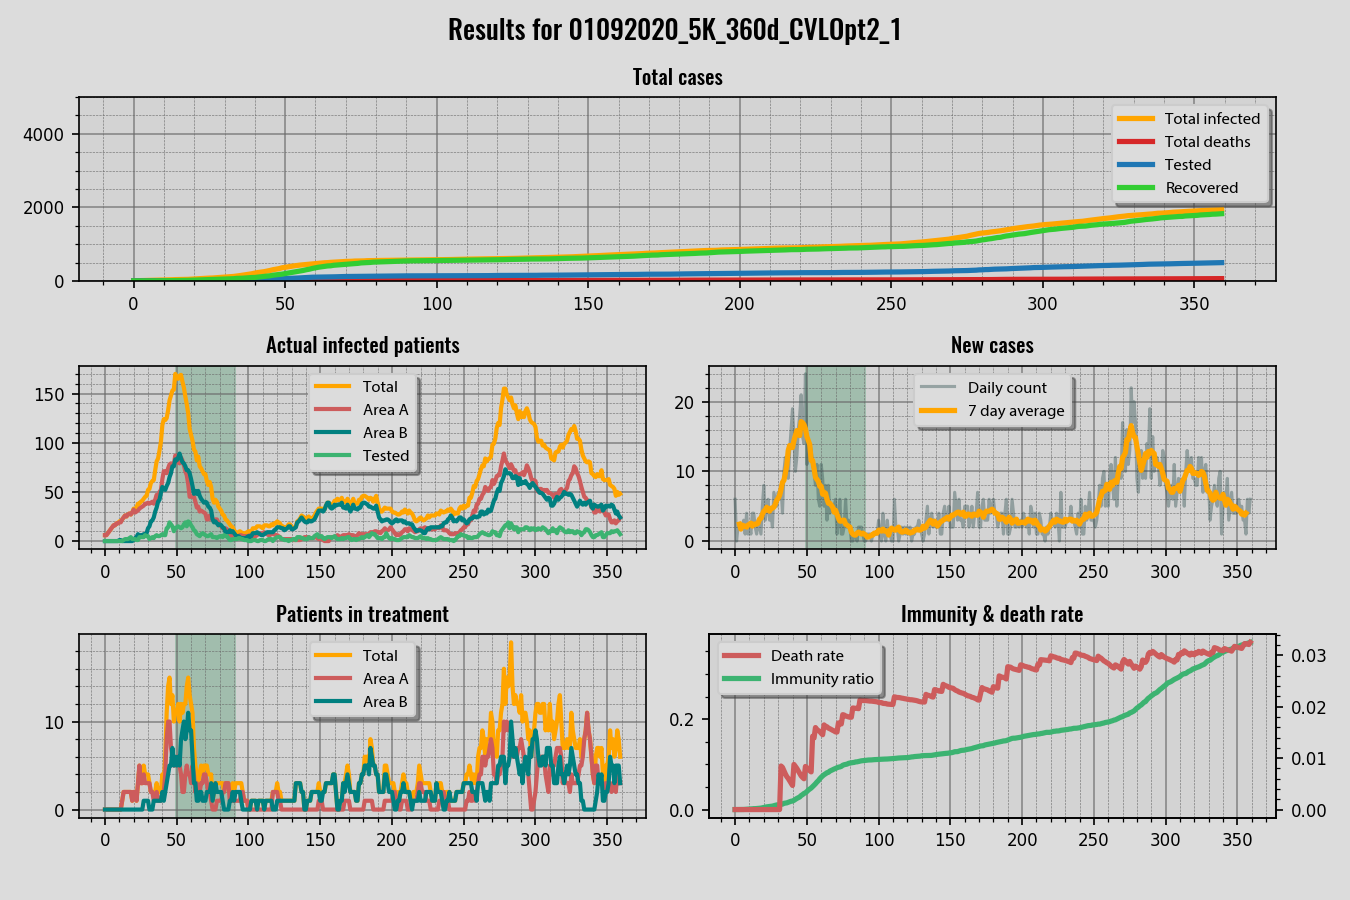 Results for 01092020_5K_360d_CVLOpt2_1
Total cases
4000
2000
0
0 50 100 150 200 250 300 350
Total infected
Total deaths
Tested
Recovered
Actual infected patients
150
100
50
0
0 50 100 150 200 250 300 350
Total
Area A
Area B
Tested
New cases
20
10
0
0 50 100 150 200 250 300 350
Daily count
7 day average
Patients in treatment
10
0
0 50 100 150 200 250 300 350
Total
Area A
Area B
Immunity & death rate
0.2
0.0
0 50 100 150 200 250 300 350
0.03
0.02
0.01
0.00
Death rate
Immunity ratio